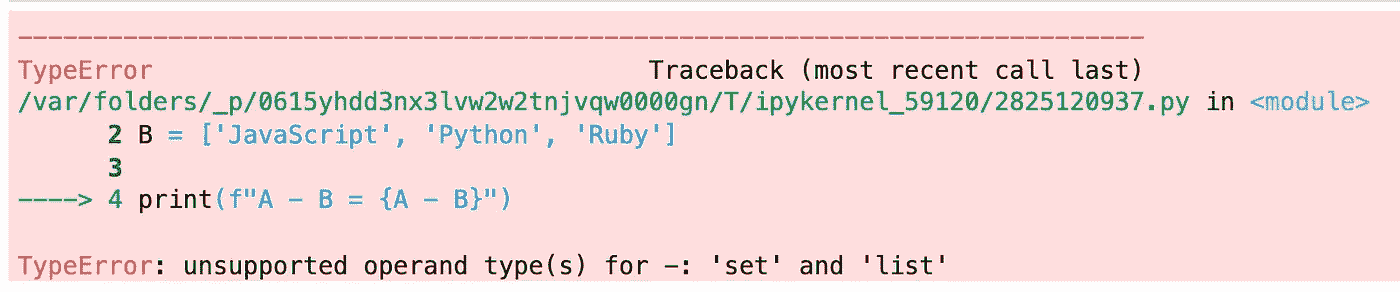 ---------------------------------------------------------------------------
TypeError                                 Traceback (most recent call last)
/var/folders/_p/0615yhdd3nx3lvw2w2tnjvqw0000gn/T/ipykernel_59120/2825120937.py in <module>
      2 B = ['JavaScript', 'Python', 'Ruby']
      3
----> 4 print(f"A - B = {A - B}")

TypeError: unsupported operand type(s) for -: 'set' and 'list'